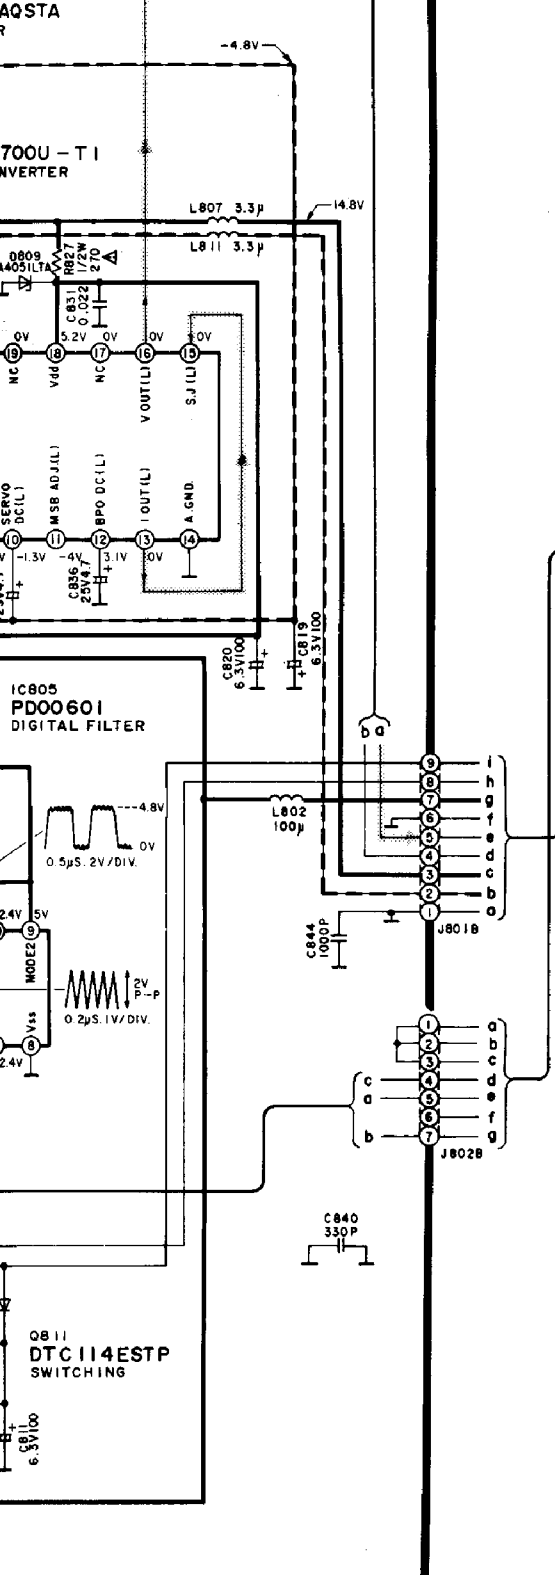 AQSTA
R
-4.8V
700U-T1
NVERTER
L807 3.3μ
14.8V
L811 3.3μ
D809
A4051LTA
R827
1/2W
270
C831
0.022
0V
5.2V
0V
0V
0V
19
18
17
16
15
NC
Vdd
NC
V OUT(L)
S.J(L)
SERVO
DC(L)
MSB ADJ.(L)
BPO DC(L)
I OUT(L)
A.GND.
10
11
12
13
14
-1.3V
-4V
3.1V
0V
C836
25V4.7
C820
6.3V100
C819
6.3V100
IC805
PD00601
DIGITAL FILTER
b a
9 i
8 h
7 g
6 f
5 e
4 d
3 c
2 b
1 a
J801B
L802
100μ
4.8V
0V
0.5μS.2V/DIV.
2.4V
9
5V
MODE2
C844
1000P
2V
P-P
0.2μS.1V/DIV.
Vss
8
2.4V
1 a
2 b
3 c
c 4 d
a 5 e
6 f
b 7 g
J802B
C840
330P
Q811
DTC114ESTP
SWITCHING
C811
6.3V100